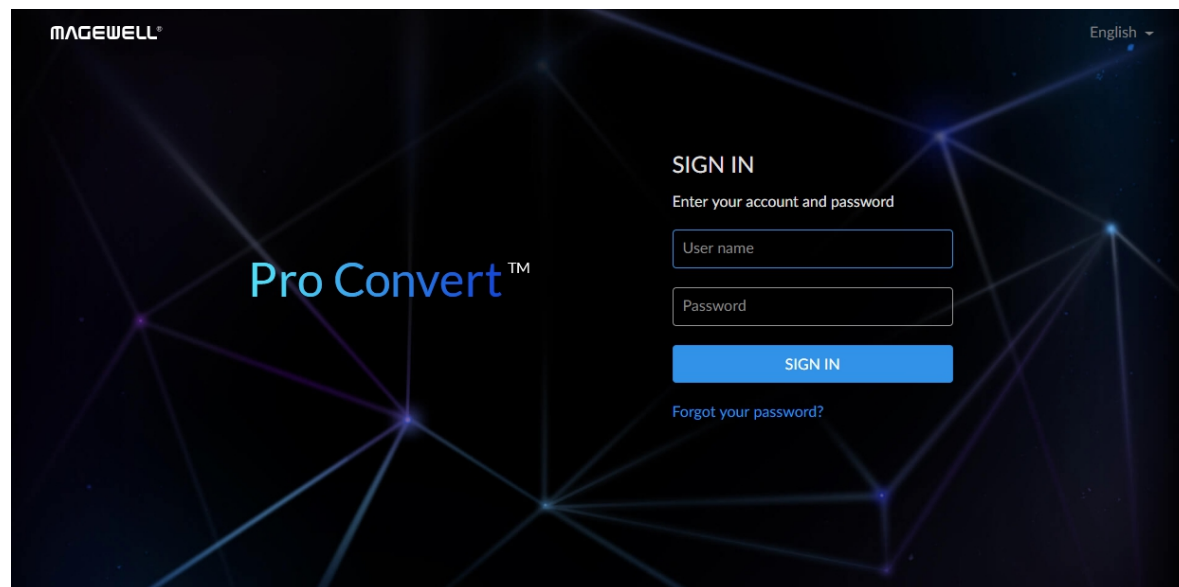 MAGEWELL®
English
Pro Convert™
SIGN IN
Enter your account and password
User name
Password
SIGN IN
Forgot your password?